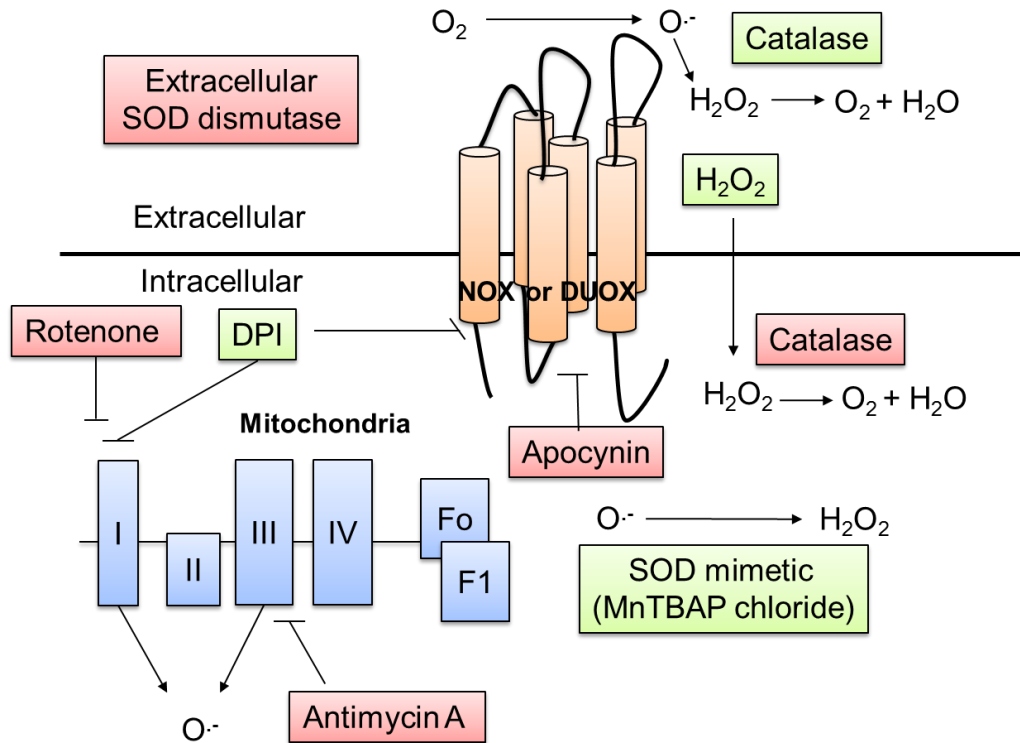 O₂
O·-
Catalase
Extracellular
SOD dismutase
H₂O₂
O₂ + H₂O
H₂O₂
Extracellular
Intracellular
NOX or DUOX
Rotenone
DPI
Catalase
H₂O₂
O₂ + H₂O
Mitochondria
Apocynin
I
II
III
IV
Fo
F1
O·-
H₂O₂
SOD mimetic
(MnTBAP chloride)
Antimycin A
O·-